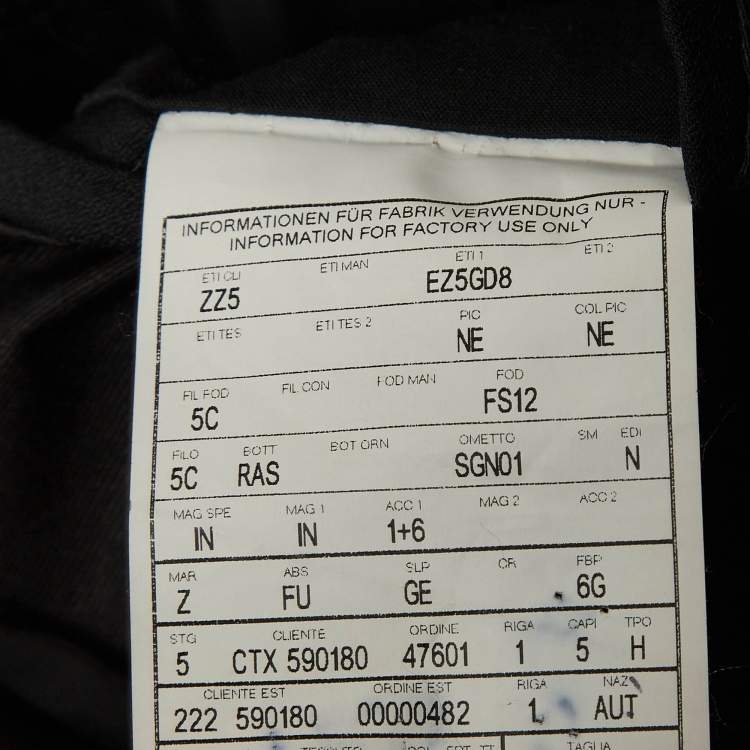 INFORMATIONEN FÜR FABRIK VERWENDUNG NUR -
INFORMATION FOR FACTORY USE ONLY
ETI CLI ETI MAN ETI 1 ETI 2
ZZ5 EZ5GD8
ETI TES ETI TES 2 PIC COL PIC
NE NE
FIL FOD FIL CON FOD MAN FOD
5C FS12
FILO BOTT BOT ORN OMETTO SM EDI
5C RAS SGN01 N
MAG SPE MAG 1 ACC 1 MAG 2 ACC 2
IN IN 1+6
MAR ABS SLP CR FBP
Z FU GE 6G
STG CLIENTE ORDINE RIGA CAPI TPO
5 CTX 590180 47601 1 5 H
CLIENTE EST ORDINE EST RIGA NAZ
222 590180 00000482 1 AUT
TAGLIA